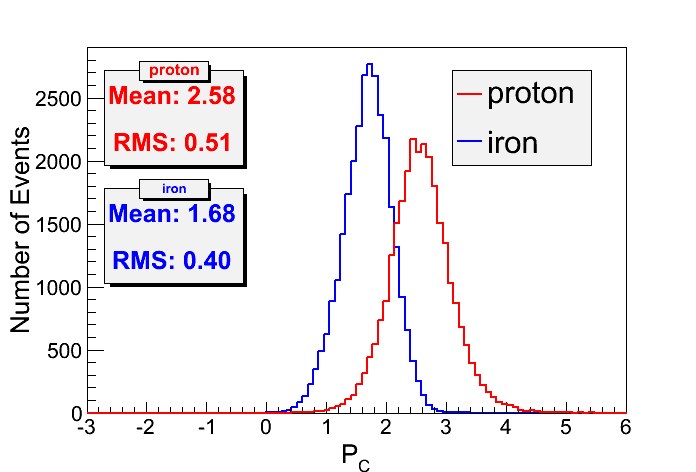 proton
Mean: 2.58
RMS: 0.51
iron
Mean: 1.68
RMS: 0.40
proton
iron
Number of Events
2500
2000
1500
1000
500
0
-3 -2 -1 0 1 2 3 4 5 6
P_C